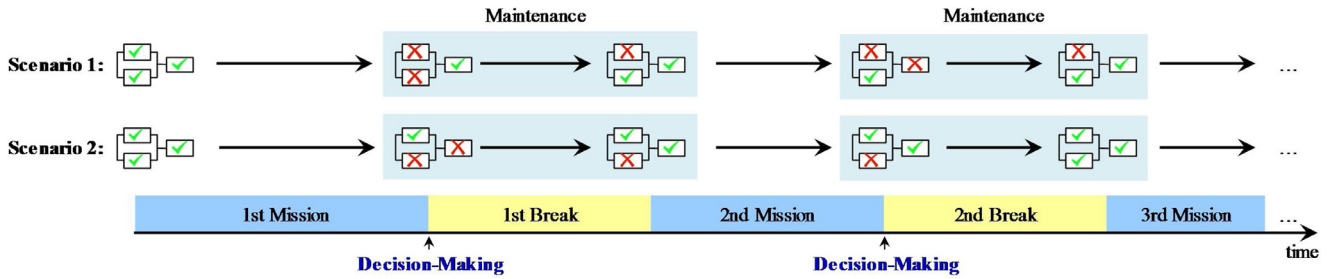 Maintenance Maintenance
Scenario 1: ...
Scenario 2: ...
1st Mission 1st Break 2nd Mission 2nd Break 3rd Mission ...
time
Decision-Making Decision-Making